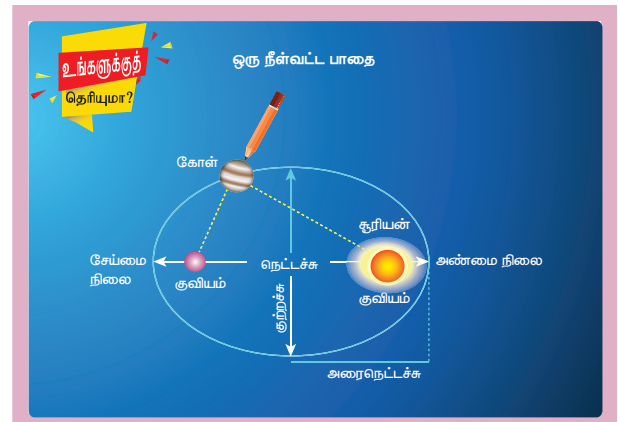 உங்களுக்குத்
தெரியுமா?
ஒரு நீள்வட்ட பாதை
கோள்
சூரியன்
சேய்மை
நிலை
நெட்டச்சு
அண்மை நிலை
குவியம்
குவியம்
குற்றச்சு
அரைநெட்டச்சு